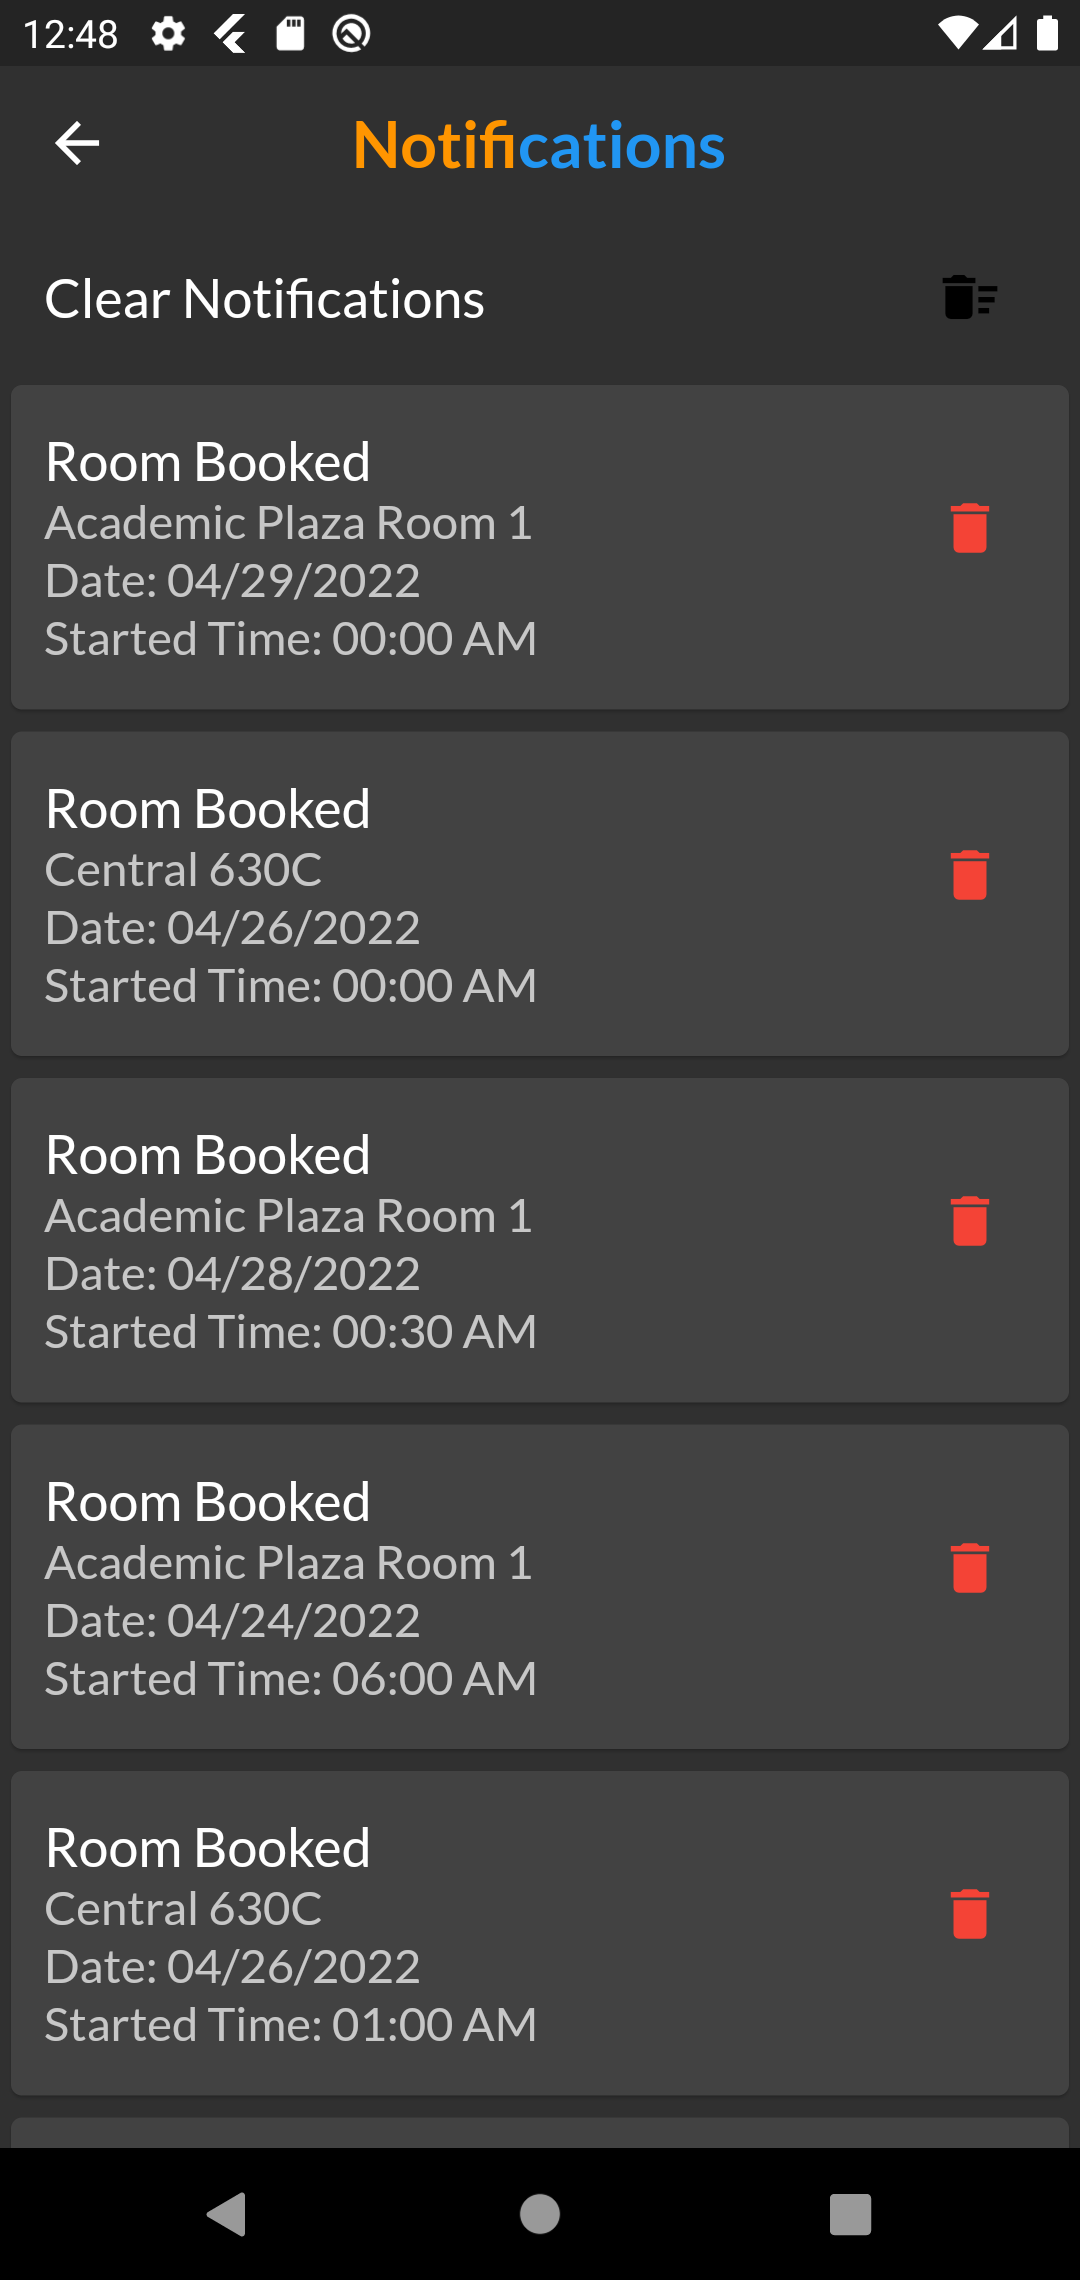 12:48
Notifications
Clear Notifications
Room Booked
Academic Plaza Room 1
Date: 04/29/2022
Started Time: 00:00 AM
Room Booked
Central 630C
Date: 04/26/2022
Started Time: 00:00 AM
Room Booked
Academic Plaza Room 1
Date: 04/28/2022
Started Time: 00:30 AM
Room Booked
Academic Plaza Room 1
Date: 04/24/2022
Started Time: 06:00 AM
Room Booked
Central 630C
Date: 04/26/2022
Started Time: 01:00 AM